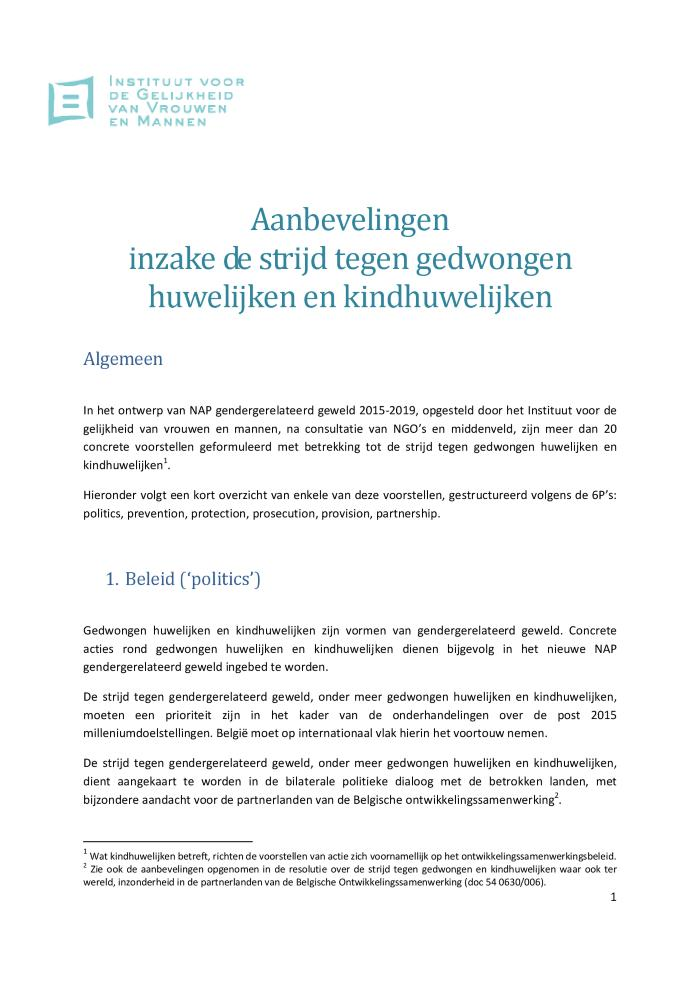 INSTITUUT VOOR
DE GELIJKHEID
VAN VROUWEN
EN MANNEN
Aanbevelingen
inzake de strijd tegen gedwongen
huwelijken en kindhuwelijken
Algemeen
In het ontwerp van NAP gendergerelateerd geweld 2015-2019, opgesteld door het Instituut voor de
gelijkheid van vrouwen en mannen, na consultatie van NGO’s en middenveld, zijn meer dan 20
concrete voorstellen geformuleerd met betrekking tot de strijd tegen gedwongen huwelijken en
kindhuwelijken¹.
Hieronder volgt een kort overzicht van enkele van deze voorstellen, gestructureerd volgens de 6P’s:
politics, prevention, protection, prosecution, provision, partnership.
1. Beleid (‘politics’)
Gedwongen huwelijken en kindhuwelijken zijn vormen van gendergerelateerd geweld. Concrete
acties rond gedwongen huwelijken en kindhuwelijken dienen bijgevolg in het nieuwe NAP
gendergerelateerd geweld ingebed te worden.
De strijd tegen gendergerelateerd geweld, onder meer gedwongen huwelijken en kindhuwelijken,
moeten een prioriteit zijn in het kader van de onderhandelingen over de post 2015
milleniumdoelstellingen. België moet op internationaal vlak hierin het voortouw nemen.
De strijd tegen gendergerelateerd geweld, onder meer gedwongen huwelijken en kindhuwelijken,
dient aangekaart te worden in de bilaterale politieke dialoog met de betrokken landen, met
bijzondere aandacht voor de partnerlanden van de Belgische ontwikkelingssamenwerking².
¹ Wat kindhuwelijken betreft, richten de voorstellen van actie zich voornamellijk op het ontwikkelingssamenwerkingsbeleid.
² Zie ook de aanbevelingen opgenomen in de resolutie over de strijd tegen gedwongen en kindhuwelijken waar ook ter
wereld, inzonderheid in de partnerlanden van de Belgische Ontwikkelingssamenwerking (doc 54 0630/006).
1